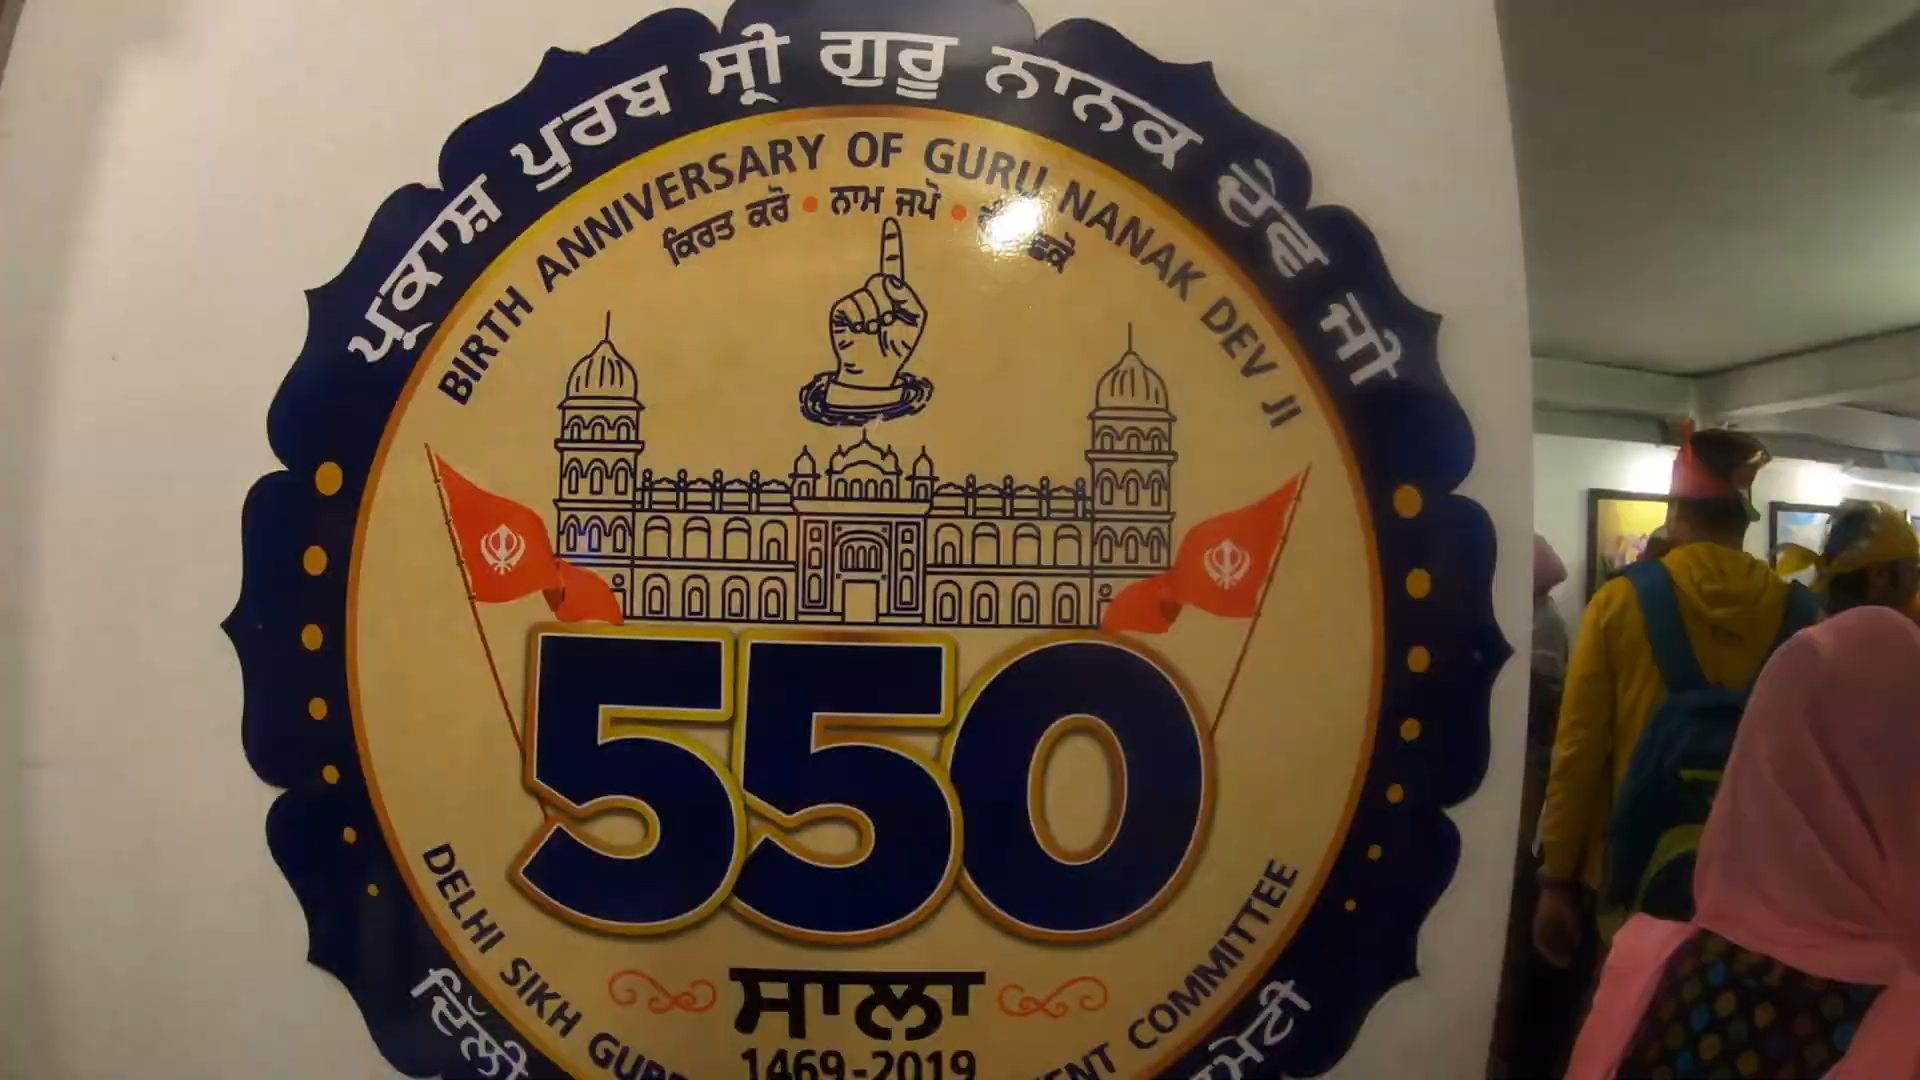 ਪ੍ਰਕਾਸ਼ ਪੁਰਬ ਸ੍ਰੀ ਗੁਰੂ ਨਾਨਕ ਦੇਵ ਜੀ
BIRTH ANNIVERSARY OF GURU NANAK DEV JI
ਕਿਰਤ ਕਰੋ • ਨਾਮ ਜਪੋ •
550
ਸਾਲਾ
1469-2019
DELHI SIKH COMMITTEE
ਦਿੱਲੀ